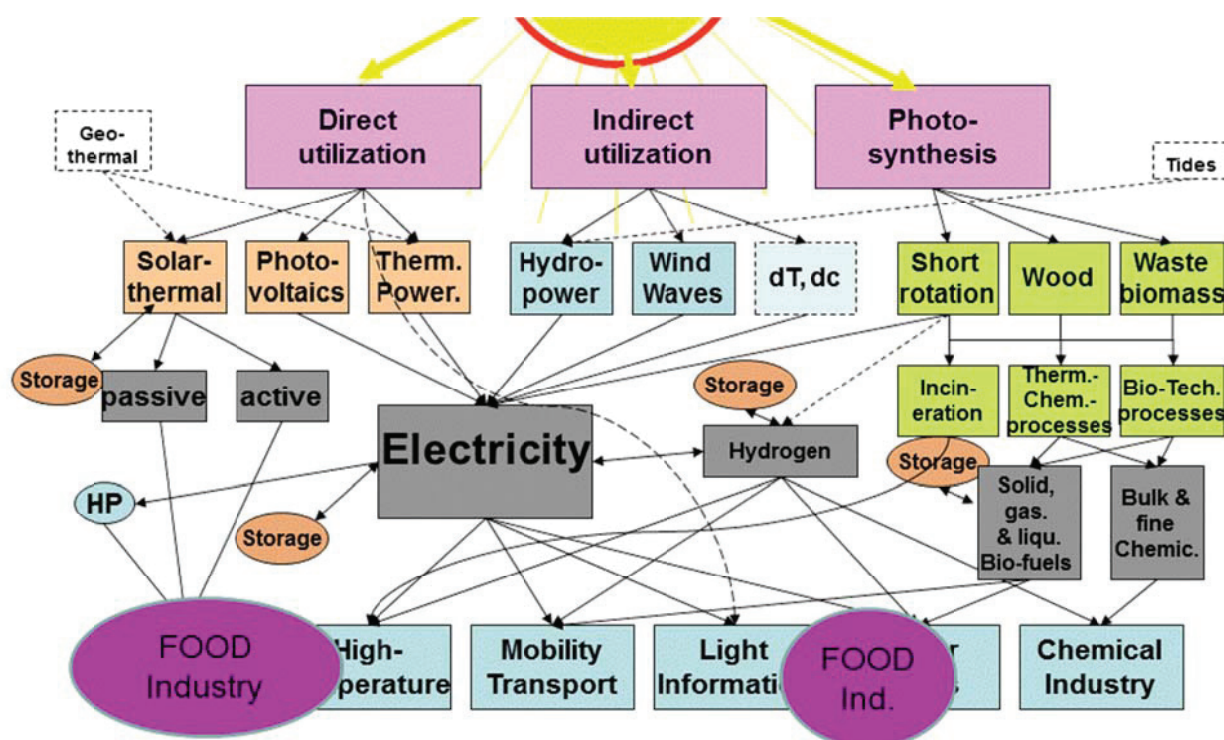 Direct
utilization
Indirect
utilization
Photo-
synthesis
Geo-
thermal
Tides
Solar-
thermal
Photo-
voltaics
Therm.
Power.
Hydro-
power
Wind
Waves
dT, dc
Short
rotation
Wood
Waste
biomass
Storage
passive
active
Storage
Incin-
eration
Therm.-
Chem.-
processes
Bio-Tech.
processes
Electricity
Hydrogen
Storage
HP
Storage
Solid,
gas.
& liqu.
Bio-fuels
Bulk &
fine
Chemic.
FOOD
Industry
High-
perature
Mobility
Transport
Light
Informatio
FOOD
Ind.
Chemical
Industry